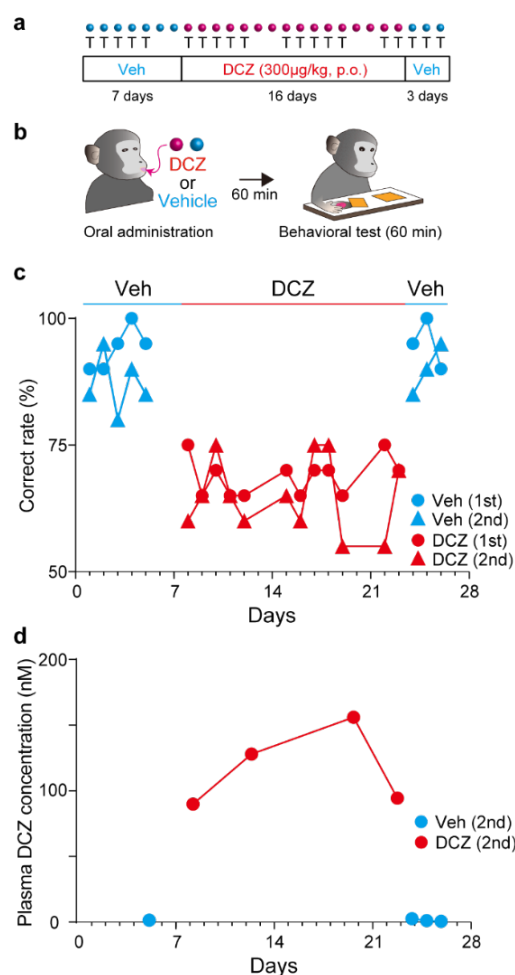 a
T T T T T T T T T T T T T T T T T T T T
Veh DCZ (300μg/kg, p.o.) Veh
7 days 16 days 3 days
b
DCZ
or
Vehicle
60 min
Oral administration Behavioral test (60 min)
c
Veh DCZ Veh
100
75
50
Correct rate (%)
Veh (1st)
Veh (2nd)
DCZ (1st)
DCZ (2nd)
0 7 14 21 28
Days
d
200
100
0
Plasma DCZ concentration (nM)
Veh (2nd)
DCZ (2nd)
0 7 14 21 28
Days